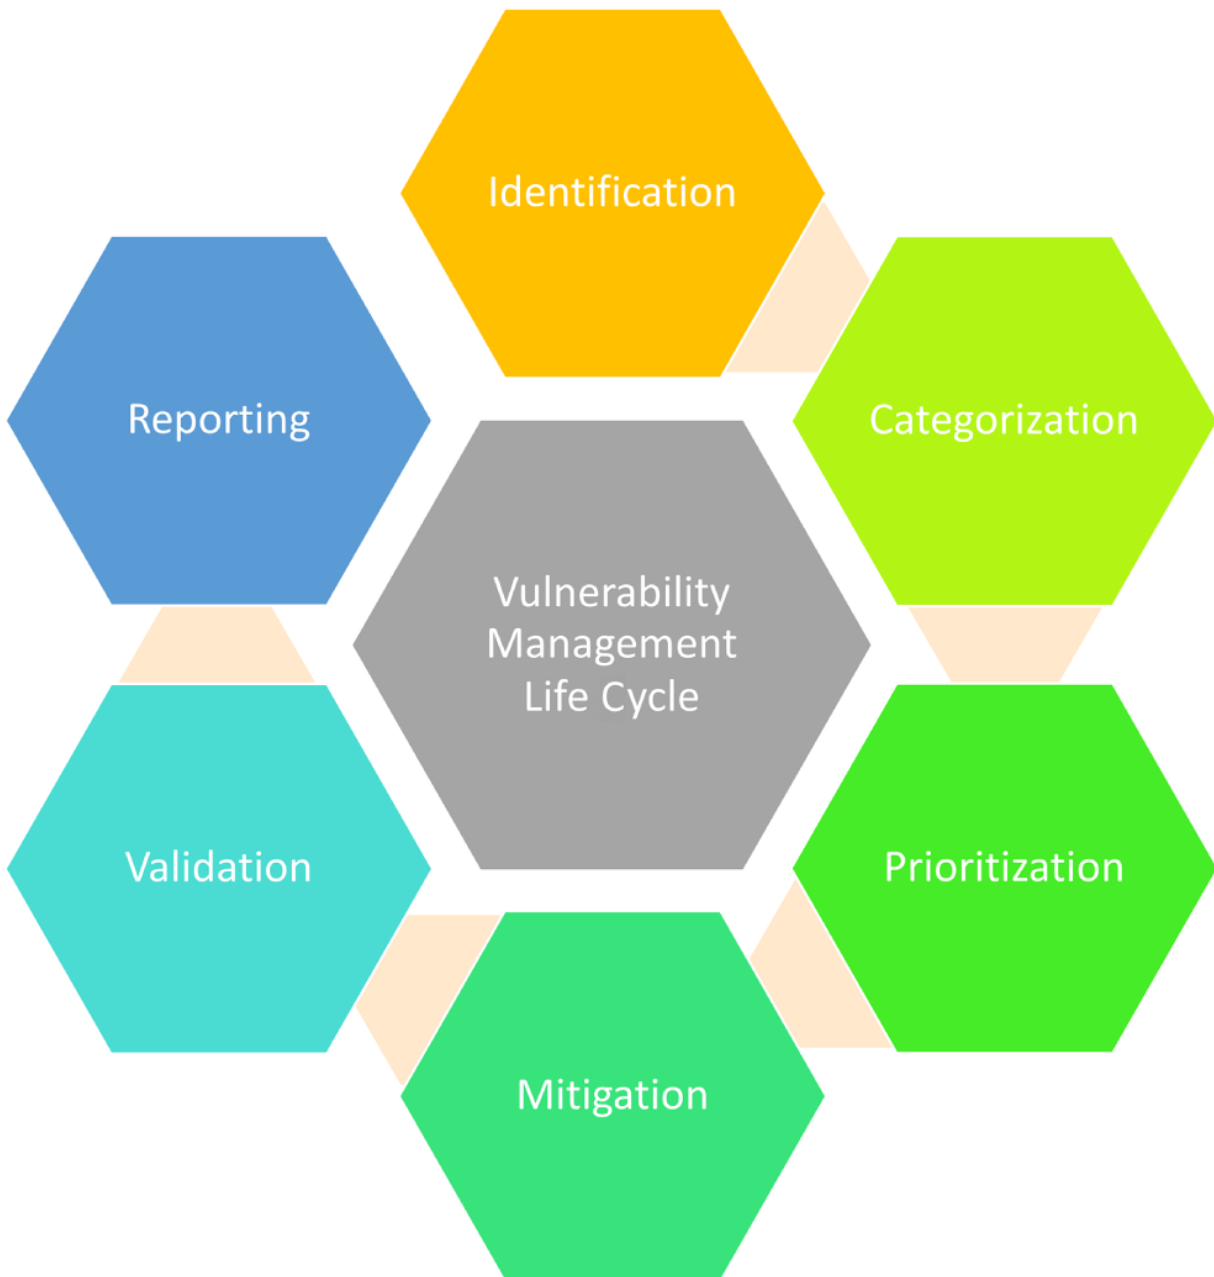 Identification
Categorization
Prioritization
Mitigation
Validation
Reporting
Vulnerability
Management
Life Cycle